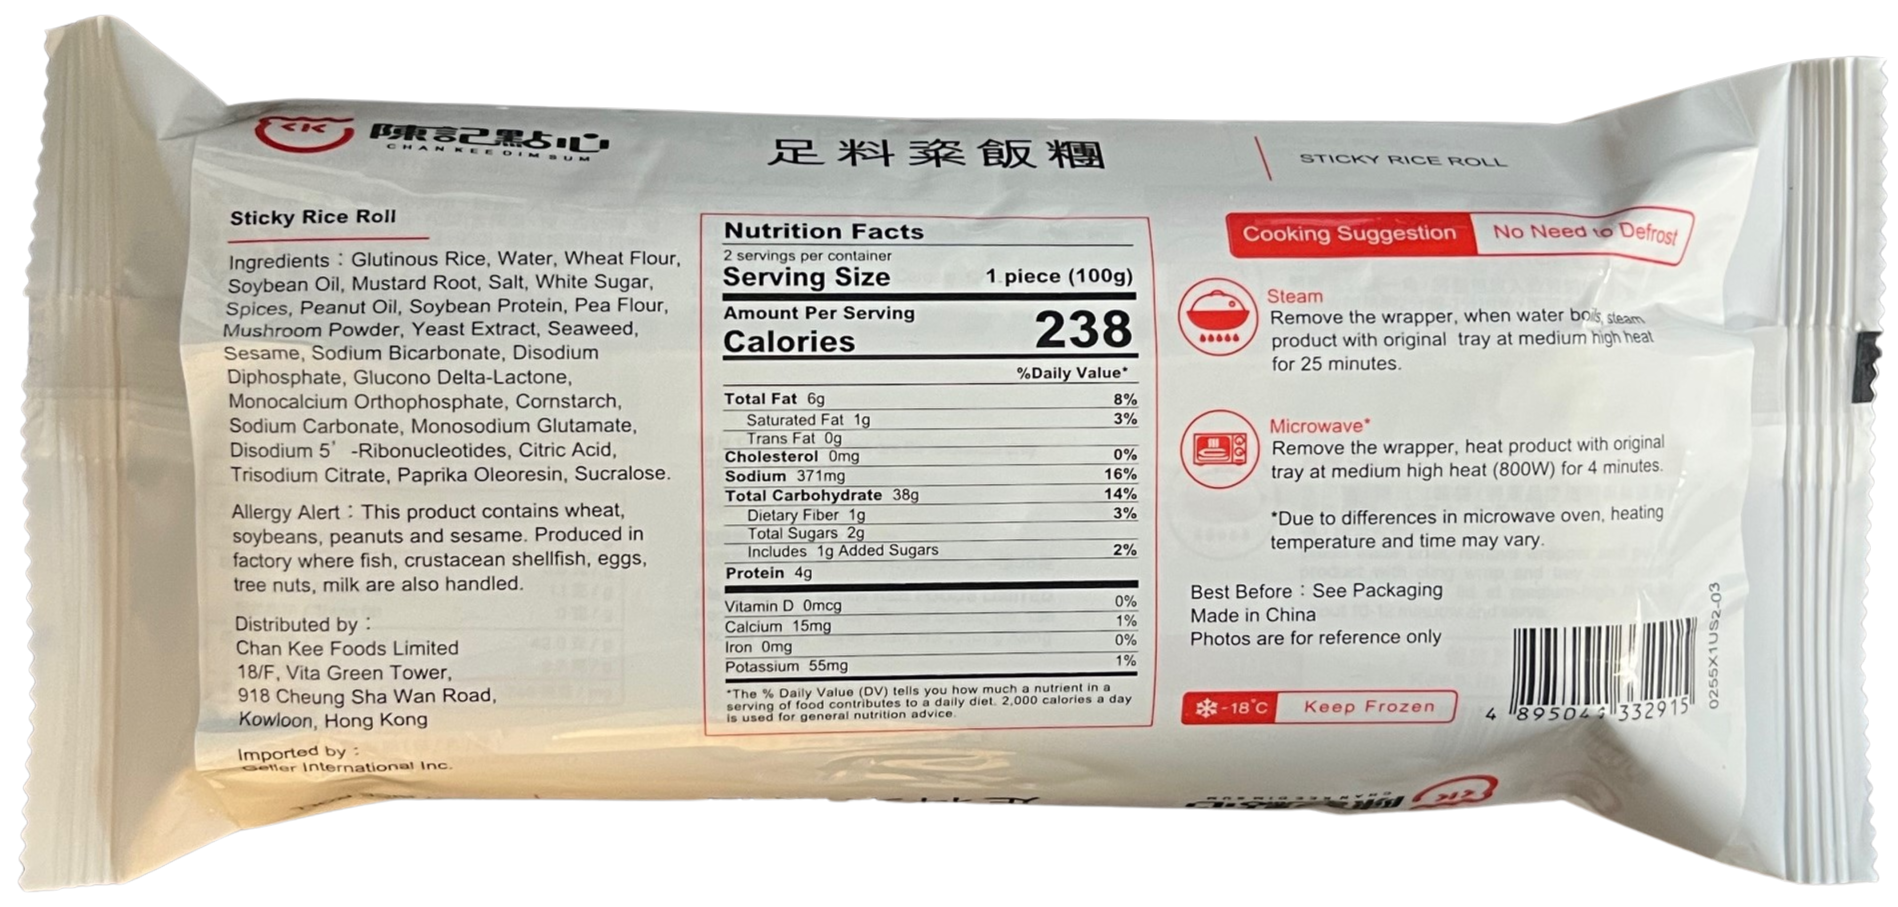 陳記點心
CHAN KEE DIM SUM
足料粢飯糰
STICKY RICE ROLL
Sticky Rice Roll
Ingredients：Glutinous Rice, Water, Wheat Flour,
Soybean Oil, Mustard Root, Salt, White Sugar,
Spices, Peanut Oil, Soybean Protein, Pea Flour,
Mushroom Powder, Yeast Extract, Seaweed,
Sesame, Sodium Bicarbonate, Disodium
Diphosphate, Glucono Delta-Lactone,
Monocalcium Orthophosphate, Cornstarch,
Sodium Carbonate, Monosodium Glutamate,
Disodium 5' -Ribonucleotides, Citric Acid,
Trisodium Citrate, Paprika Oleoresin, Sucralose.
Allergy Alert：This product contains wheat,
soybeans, peanuts and sesame. Produced in
factory where fish, crustacean shellfish, eggs,
tree nuts, milk are also handled.
Distributed by：
Chan Kee Foods Limited
18/F, Vita Green Tower,
918 Cheung Sha Wan Road,
Kowloon, Hong Kong
Imported by：
International Inc.
Nutrition Facts
2 servings per container
Serving Size 1 piece (100g)
Amount Per Serving
Calories 238
%Daily Value*
Total Fat 6g 8%
Saturated Fat 1g 3%
Trans Fat 0g
Cholesterol 0mg 0%
Sodium 371mg 16%
Total Carbohydrate 38g 14%
Dietary Fiber 1g 3%
Total Sugars 2g
Includes 1g Added Sugars 2%
Protein 4g
Vitamin D 0mcg 0%
Calcium 15mg 1%
Iron 0mg 0%
Potassium 55mg 1%
*The % Daily Value (DV) tells you how much a nutrient in a
serving of food contributes to a daily diet. 2,000 calories a day
is used for general nutrition advice.
Cooking Suggestion No Need to Defrost
Steam
Remove the wrapper, when water boils, steam
product with original tray at medium high heat
for 25 minutes.
Microwave*
Remove the wrapper, heat product with original
tray at medium high heat (800W) for 4 minutes.
*Due to differences in microwave oven, heating
temperature and time may vary.
Best Before：See Packaging
Made in China
Photos are for reference only
-18°C Keep Frozen
4 895041 332915
0255X1US2-03